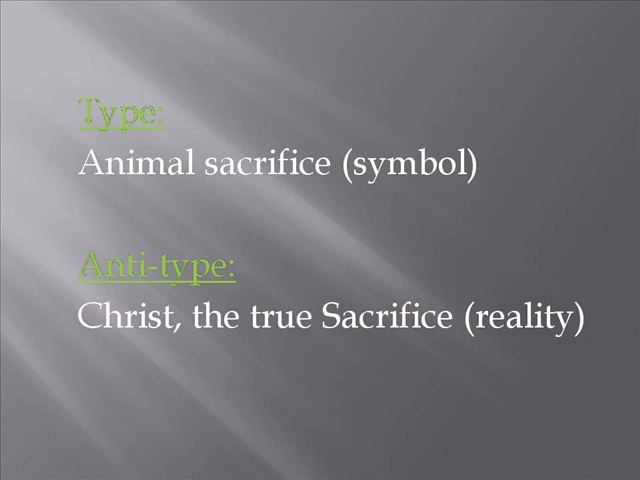 Type:
Animal sacrifice (symbol)
Anti-type:
Christ, the true Sacrifice (reality)